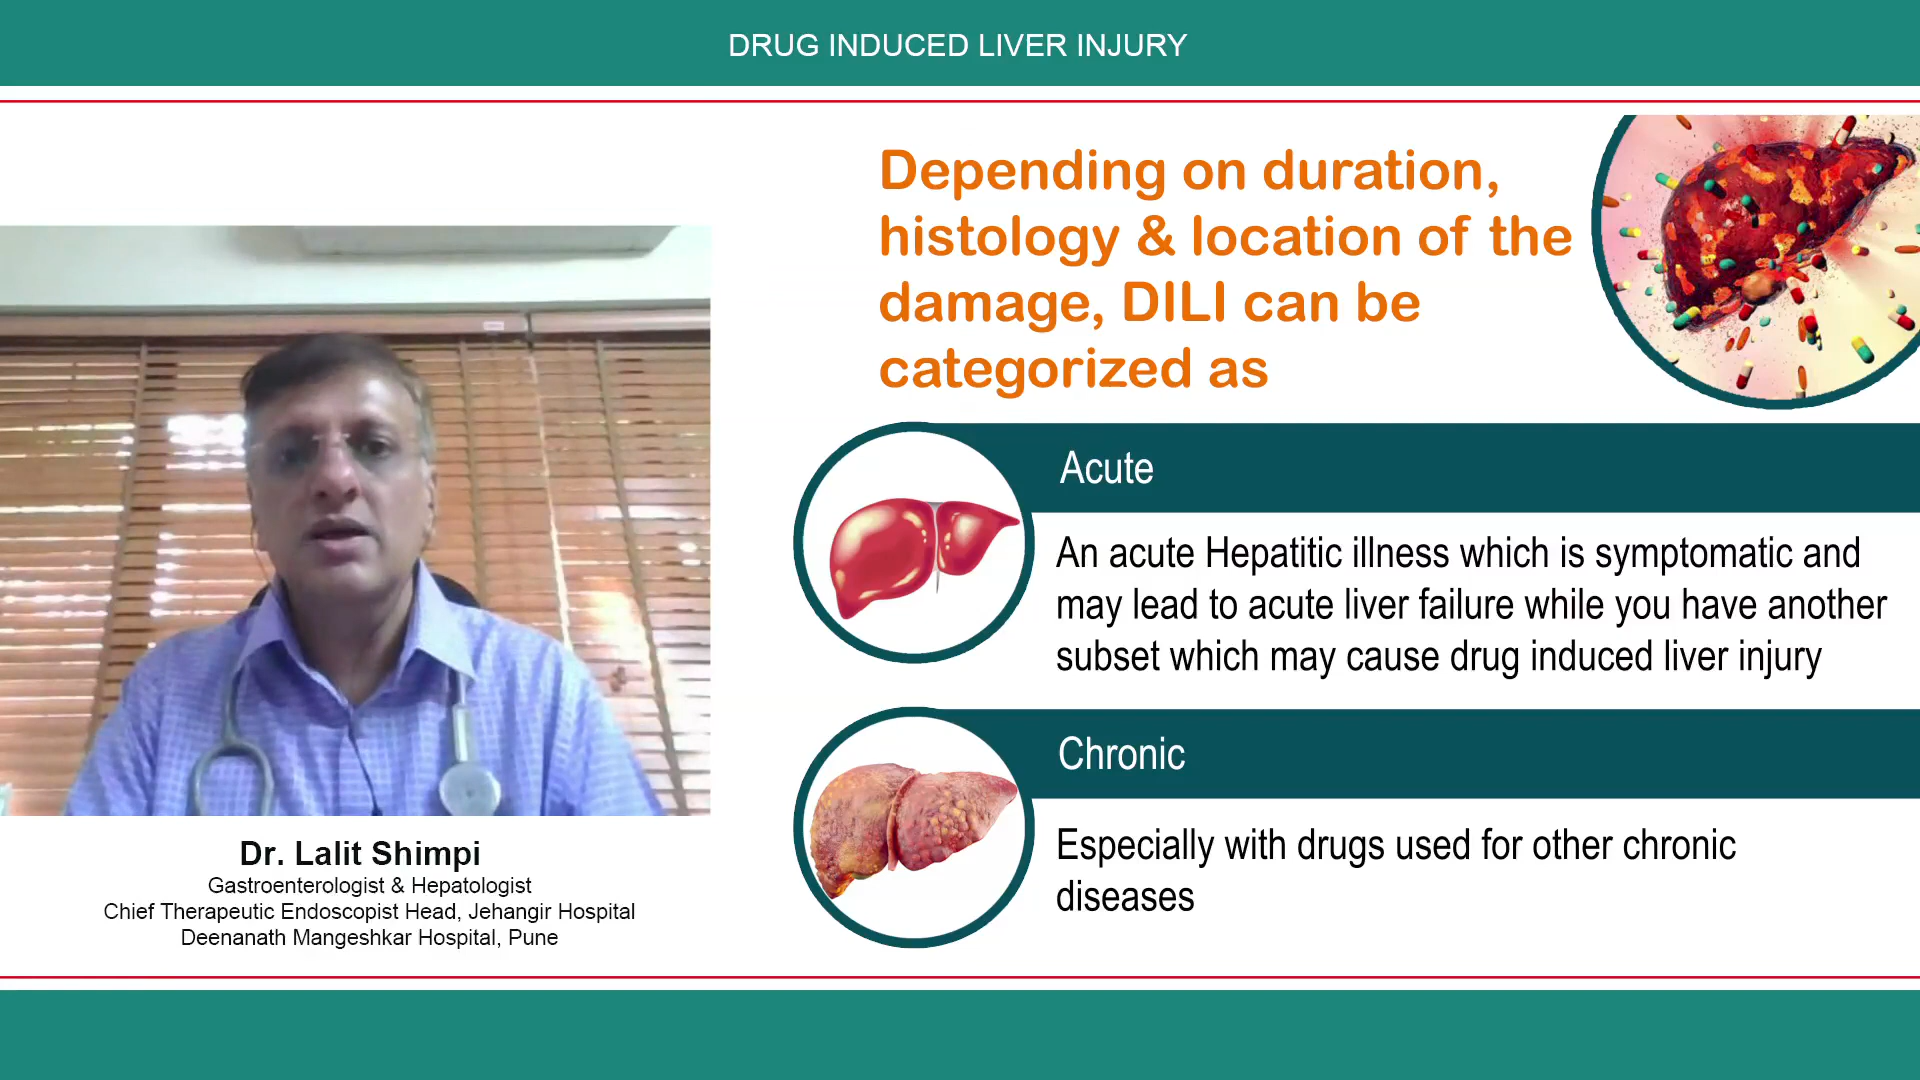 DRUG INDUCED LIVER INJURY
Depending on duration,
histology & location of the
damage, DILI can be
categorized as
Acute
An acute Hepatitic illness which is symptomatic and
may lead to acute liver failure while you have another
subset which may cause drug induced liver injury
Chronic
Especially with drugs used for other chronic
diseases
Dr. Lalit Shimpi
Gastroenterologist & Hepatologist
Chief Therapeutic Endoscopist Head, Jehangir Hospital
Deenanath Mangeshkar Hospital, Pune